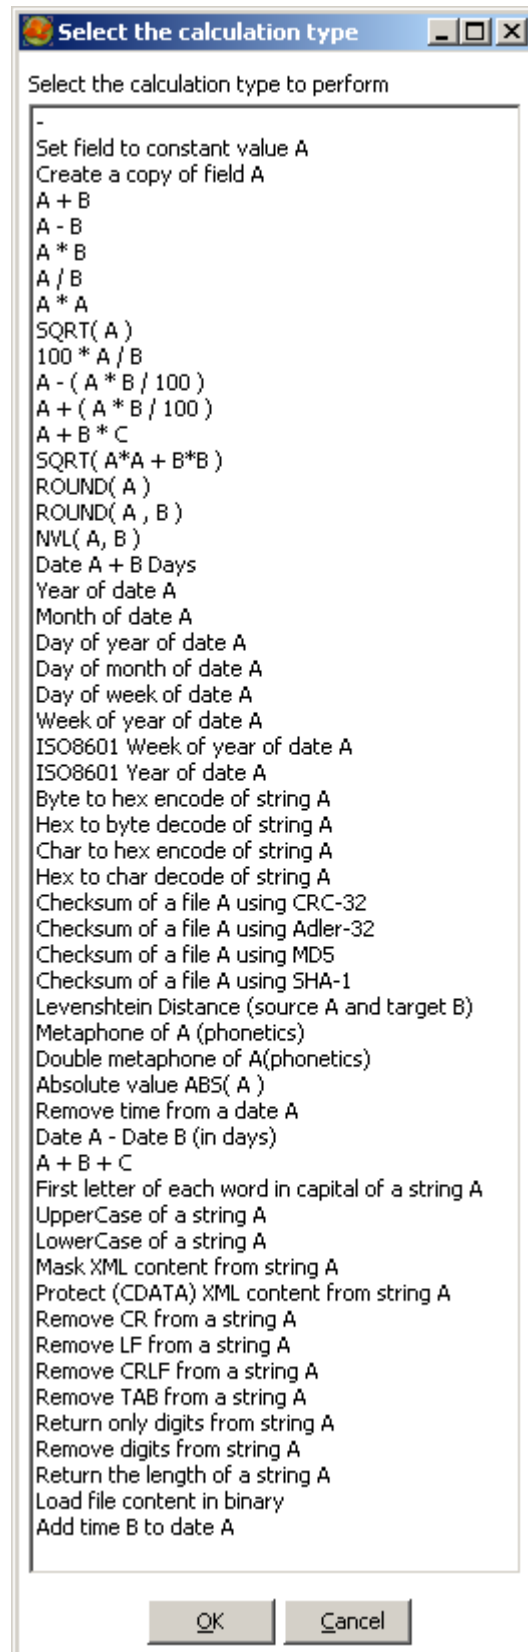 Select the calculation type
Select the calculation type to perform
-
Set field to constant value A
Create a copy of field A
A + B
A - B
A * B
A / B
A * A
SQRT( A )
100 * A / B
A - ( A * B / 100 )
A + ( A * B / 100 )
A + B * C
SQRT( A*A + B*B )
ROUND( A )
ROUND( A , B )
NVL( A, B )
Date A + B Days
Year of date A
Month of date A
Day of year of date A
Day of month of date A
Day of week of date A
Week of year of date A
ISO8601 Week of year of date A
ISO8601 Year of date A
Byte to hex encode of string A
Hex to byte decode of string A
Char to hex encode of string A
Hex to char decode of string A
Checksum of a file A using CRC-32
Checksum of a file A using Adler-32
Checksum of a file A using MD5
Checksum of a file A using SHA-1
Levenshtein Distance (source A and target B)
Metaphone of A (phonetics)
Double metaphone of A(phonetics)
Absolute value ABS( A )
Remove time from a date A
Date A - Date B (in days)
A + B + C
First letter of each word in capital of a string A
UpperCase of a string A
LowerCase of a string A
Mask XML content from string A
Protect (CDATA) XML content from string A
Remove CR from a string A
Remove LF from a string A
Remove CRLF from a string A
Remove TAB from a string A
Return only digits from string A
Remove digits from string A
Return the length of a string A
Load file content in binary
Add time B to date A
OK Cancel